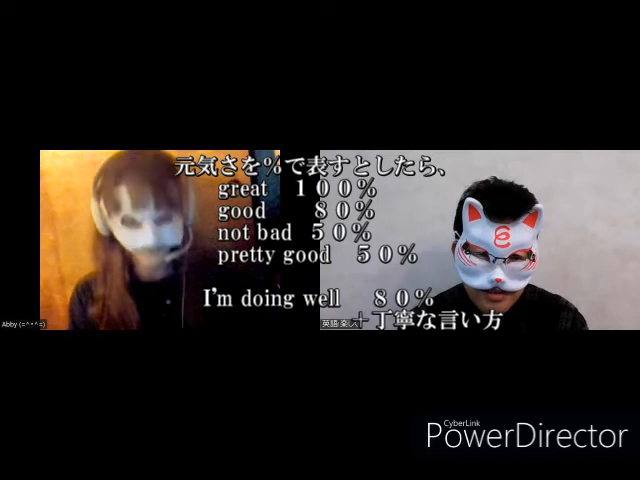 元気さを%で表すとしたら、
great 100%
good 80%
not bad 50%
pretty good 50%
I'm doing well 80%
+丁寧な言い方
Abby (=^･^=)
英語 楽し
CyberLink
PowerDirector